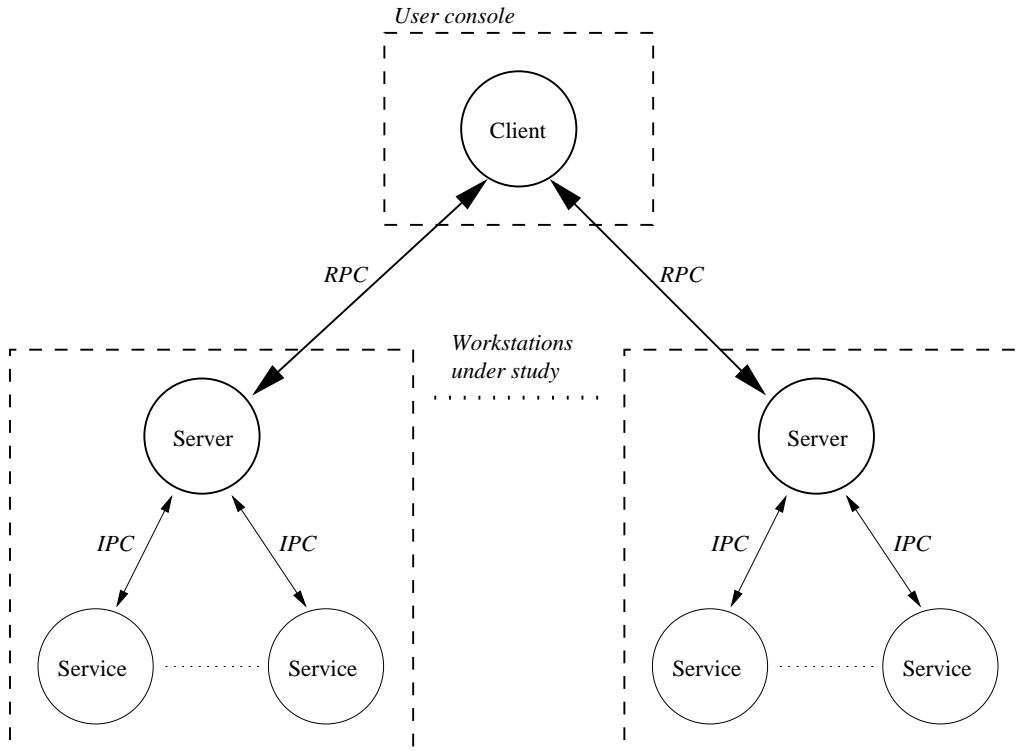 User console
Client
RPC
RPC
Workstations
under study
Server
Server
IPC
IPC
IPC
IPC
Service
Service
Service
Service